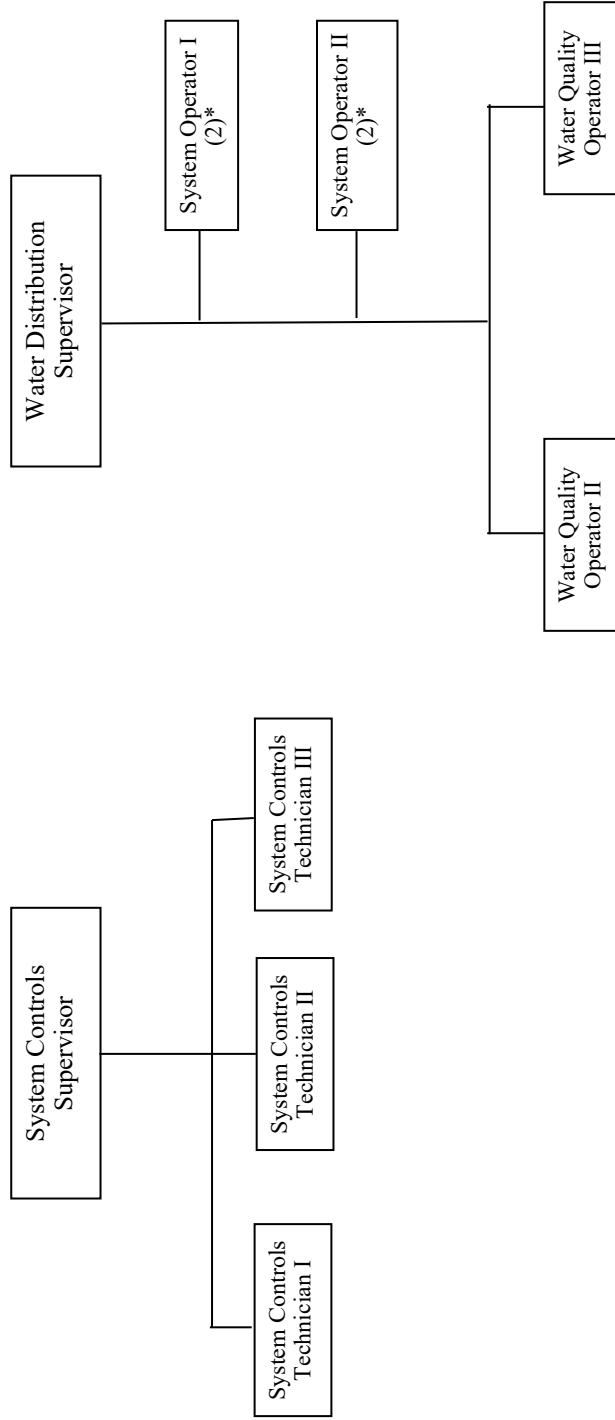 System Controls
Supervisor
System Controls
Technician I
System Controls
Technician II
System Controls
Technician III
Water Distribution
Supervisor
System Operator I
(2)*
System Operator II
(2)*
Water Quality
Operator II
Water Quality
Operator III